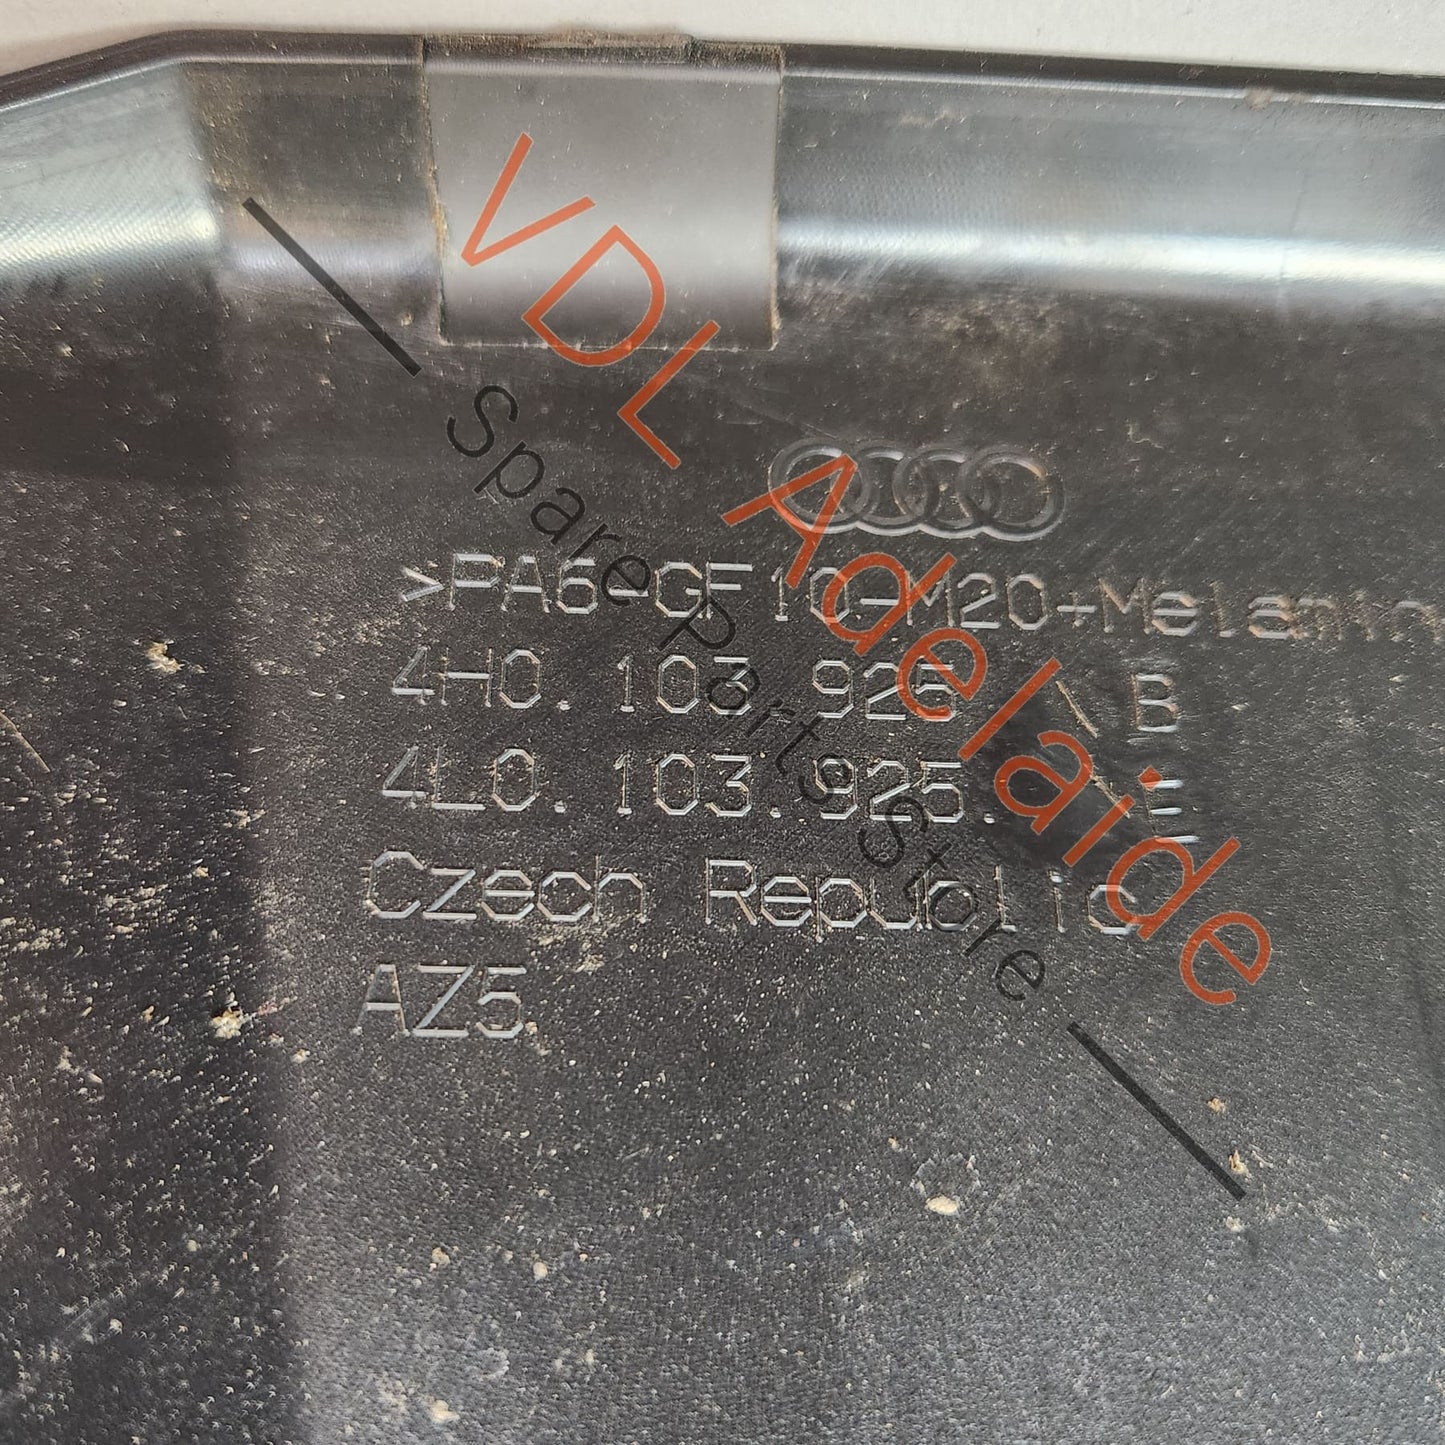 VDL Adelaide
Spare Parts Store
>PA6-GF10-M20+Melamin
4H0.103.925. \ B
4L0.103.925. \
Czech Republic
AZ5